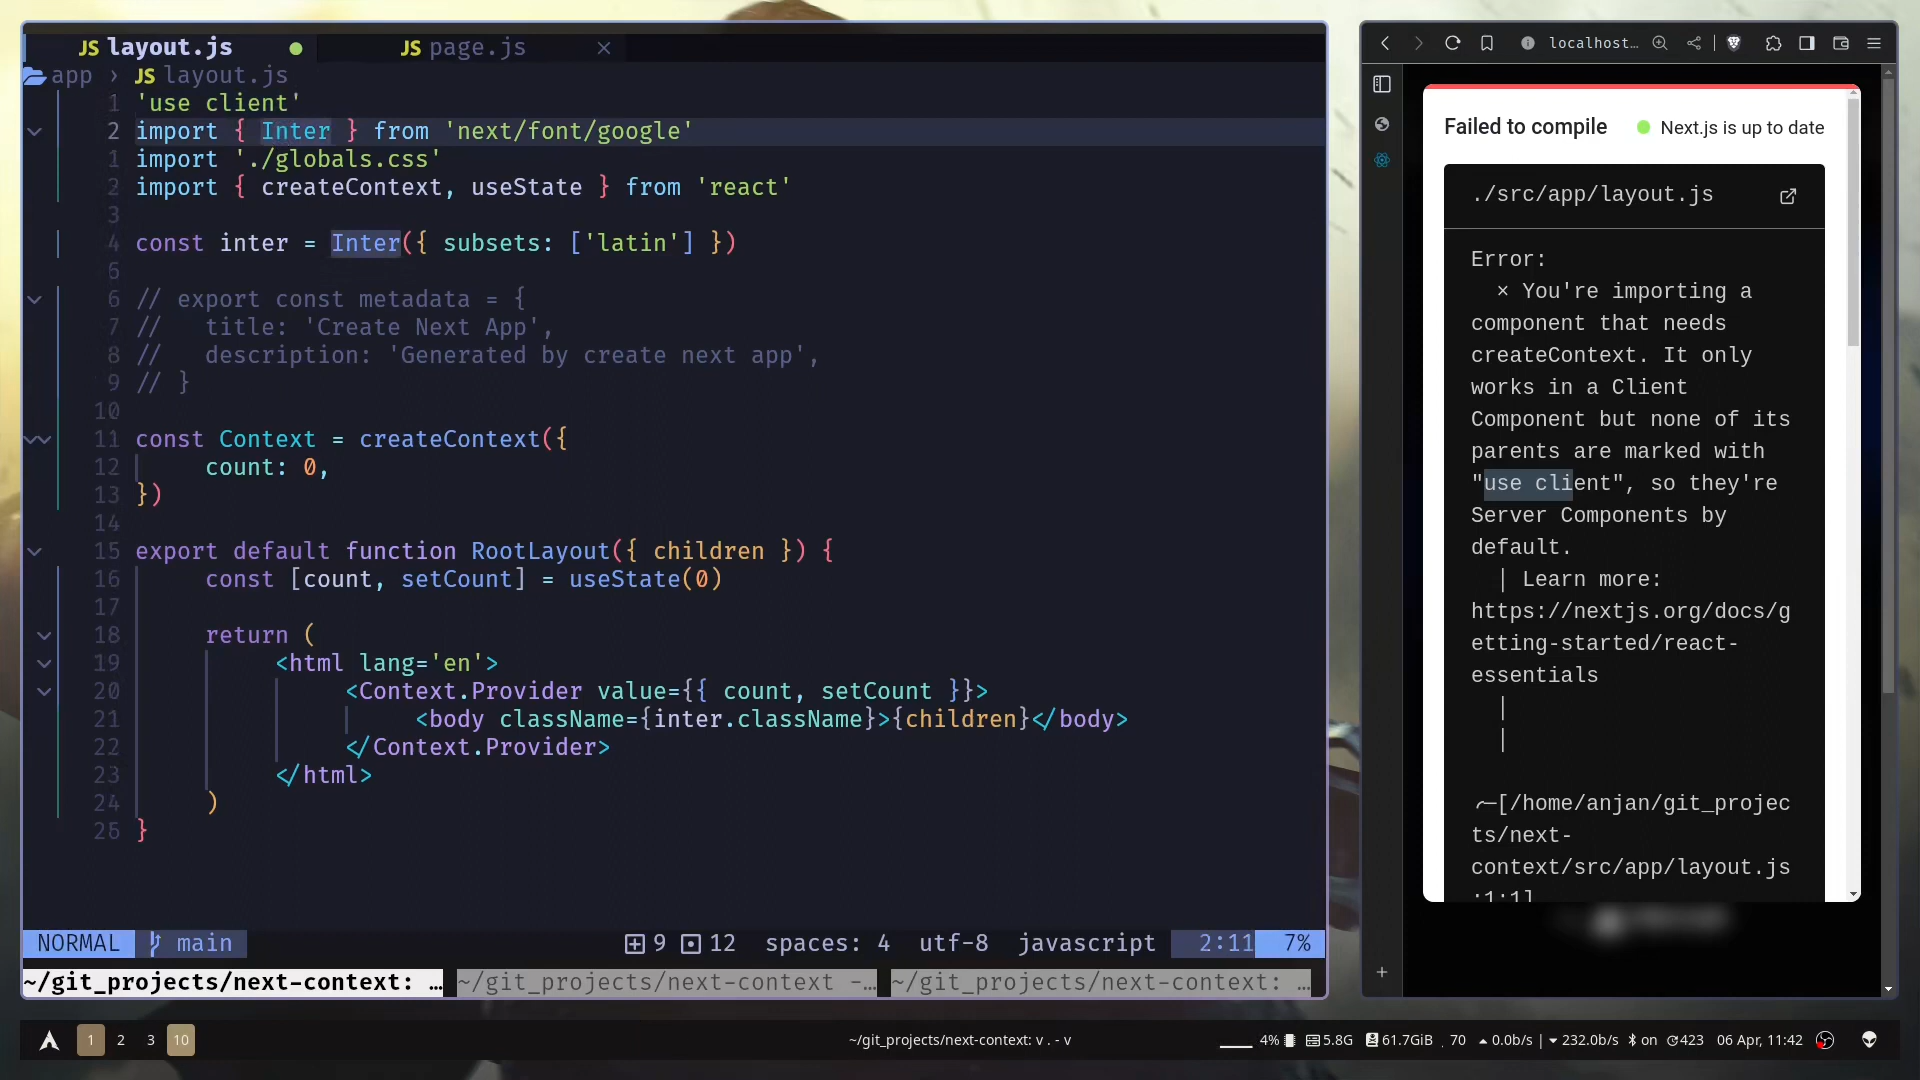 JS layout.js ● JS page.js ×
app › JS layout.js
1 'use client'
2 import { Inter } from 'next/font/google'
1 import './globals.css'
2 import { createContext, useState } from 'react'
3
4 const inter = Inter({ subsets: ['latin'] })
6
6 // export const metadata = {
7 //   title: 'Create Next App',
8 //   description: 'Generated by create next app',
9 // }
10
11 const Context = createContext({
12     count: 0,
13 })
14
15 export default function RootLayout({ children }) {
16     const [count, setCount] = useState(0)
17
18     return (
19         <html lang='en'>
20             <Context.Provider value={{ count, setCount }}>
21                 <body className={inter.className}>{children}</body>
22             </Context.Provider>
23         </html>
24     )
25 }
NORMAL main 9 12 spaces: 4 utf-8 javascript 2:11 7%
~/git_projects/next-context: … ~/git_projects/next-context -… ~/git_projects/next-context: …
localhost…
Failed to compile Next.js is up to date
./src/app/layout.js
Error:
× You're importing a
component that needs
createContext. It only
works in a Client
Component but none of its
parents are marked with
"use client", so they're
Server Components by
default.
| Learn more:
https://nextjs.org/docs/g
etting-started/react-
essentials
|
|
╭─[/home/anjan/git_projec
ts/next-
context/src/app/layout.js
:1:1]
1 2 3 10 ~/git_projects/next-context: v . - v 4% 5.8G 61.7GiB 70 0.0b/s | 232.0b/s on 423 06 Apr, 11:42